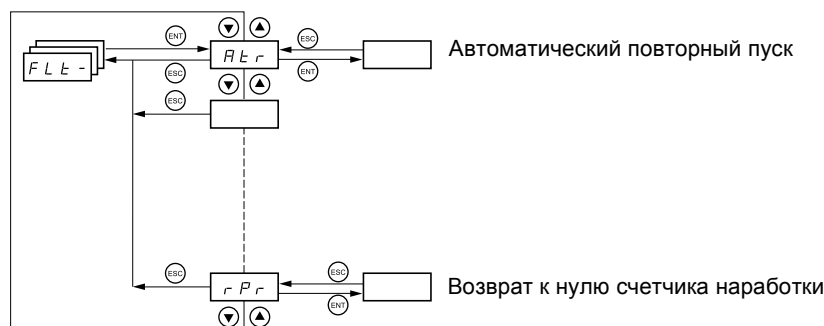 ENT
ESC
FLt-
Atr
Автоматический повторный пуск
ESC
ENT
ESC
ESC
ESC
rPr
Возврат к нулю счетчика наработки
ENT